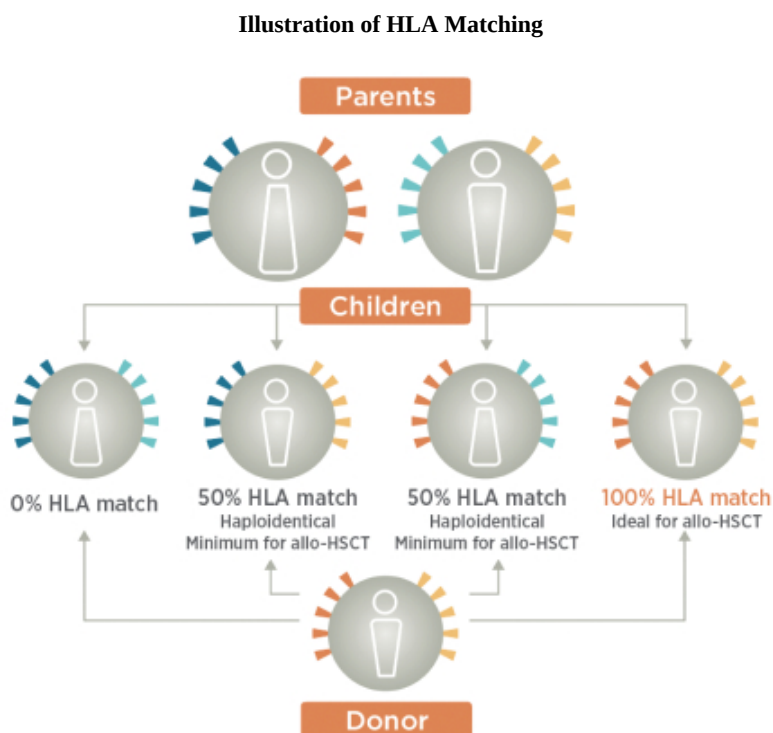 Illustration of HLA Matching
Parents
Children
0% HLA match
50% HLA match
Haploidentical
Minimum for allo-HSCT
50% HLA match
Haploidentical
Minimum for allo-HSCT
100% HLA match
Ideal for allo-HSCT
Donor